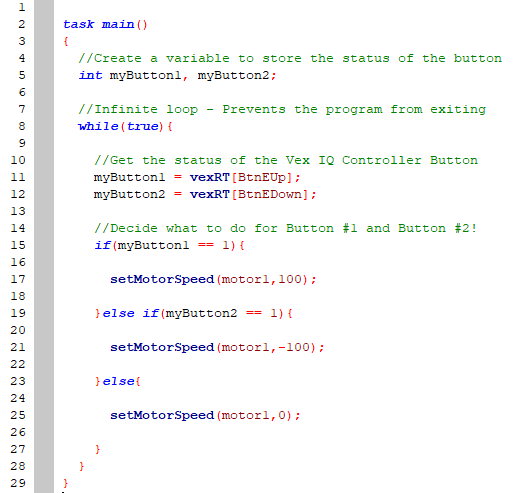 1
2 task main()
3 {
4 //Create a variable to store the status of the button
5 int myButton1, myButton2;
6
7 //Infinite loop - Prevents the program from exiting
8 while(true){
9
10 //Get the status of the Vex IQ Controller Button
11 myButton1 = vexRT[BtnEUp];
12 myButton2 = vexRT[BtnEDown];
13
14 //Decide what to do for Button #1 and Button #2!
15 if(myButton1 == 1){
16
17 setMotorSpeed(motor1,100);
18
19 }else if(myButton2 == 1){
20
21 setMotorSpeed(motor1,-100);
22
23 }else{
24
25 setMotorSpeed(motor1,0);
26
27 }
28 }
29 }